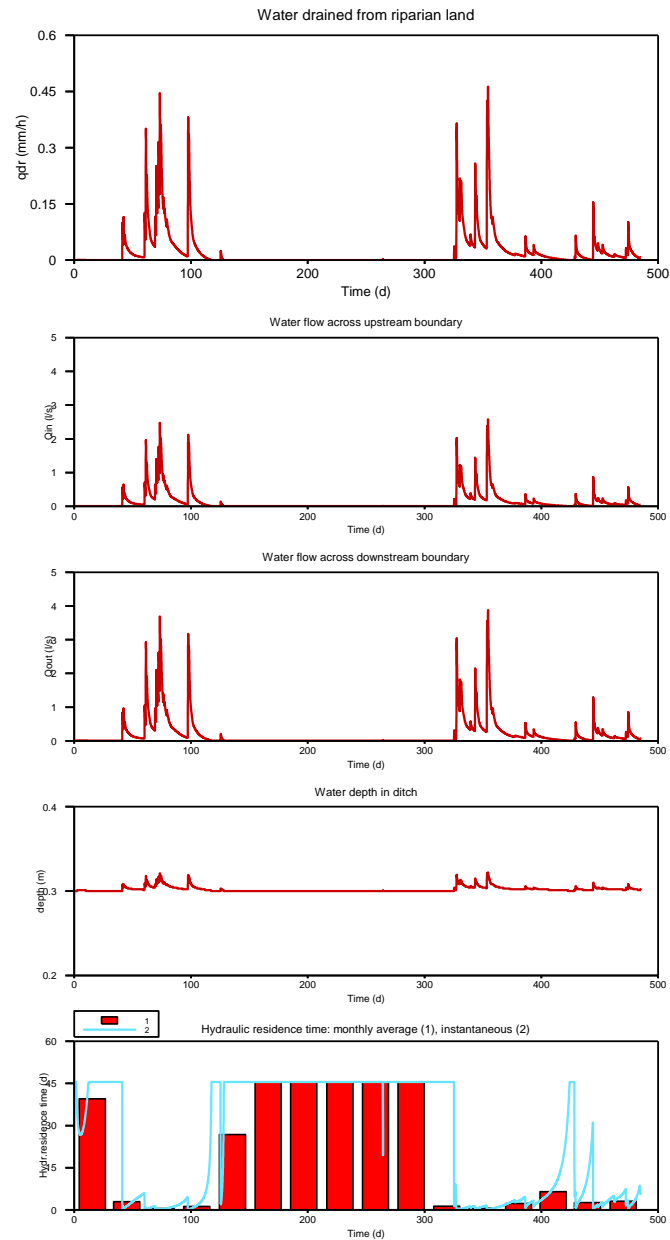 Water drained from riparian land
qdr (mm/h)
0.6
0.45
0.3
0.15
0
0 100 200 300 400 500
Time (d)
Water flow across upstream boundary
Qin (l/s)
5
4
3
2
1
0
0 100 200 300 400 500
Time (d)
Water flow across downstream boundary
Qout (l/s)
5
4
3
2
1
0
0 100 200 300 400 500
Time (d)
Water depth in ditch
depth (m)
0.4
0.3
0.2
0 100 200 300 400 500
Time (d)
1
2
Hydraulic residence time: monthly average (1), instantaneous (2)
Hydr.residence time (d)
60
45
30
15
0
0 100 200 300 400 500
Time (d)